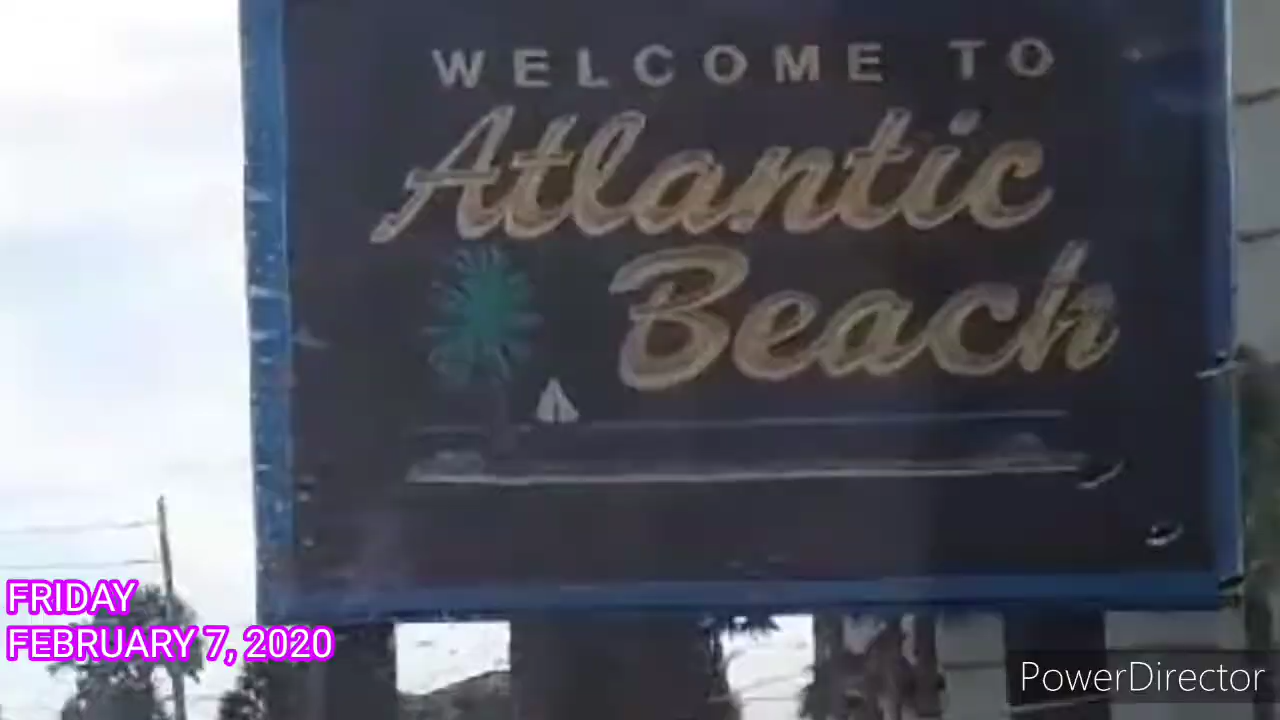 WELCOME TO
Atlantic
Beach
FRIDAY
FEBRUARY 7, 2020
PowerDirector